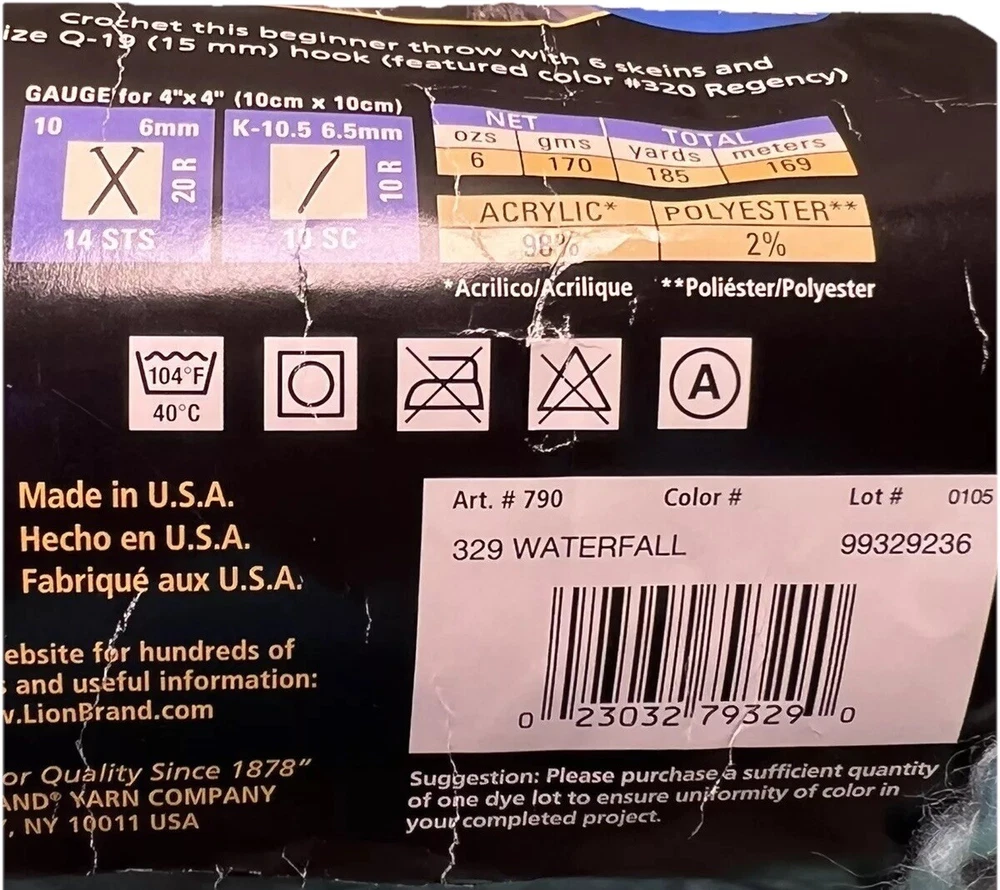 Crochet this beginner throw with 6 skeins and
ize Q-19 (15 mm) hook (featured color #320 Regency)
GAUGE for 4"x4" (10cm x 10cm)
10 6mm
20 R
14 STS
K-10.5 6.5mm
10 R
10 SC
NET TOTAL
ozs gms yards meters
6 170 185 169
ACRYLIC* POLYESTER**
98% 2%
*Acrilico/Acrilique **Poliéster/Polyester
104°F
40°C
A
Made in U.S.A.
Hecho en U.S.A.
Fabriqué aux U.S.A.
ebsite for hundreds of
s and useful information:
w.LionBrand.com
or Quality Since 1878”
AND® YARN COMPANY
, NY 10011 USA
Art. # 790 Color # Lot # 0105
329 WATERFALL 99329236
0 23032 79329 0
Suggestion: Please purchase a sufficient quantity
of one dye lot to ensure uniformity of color in
your completed project.